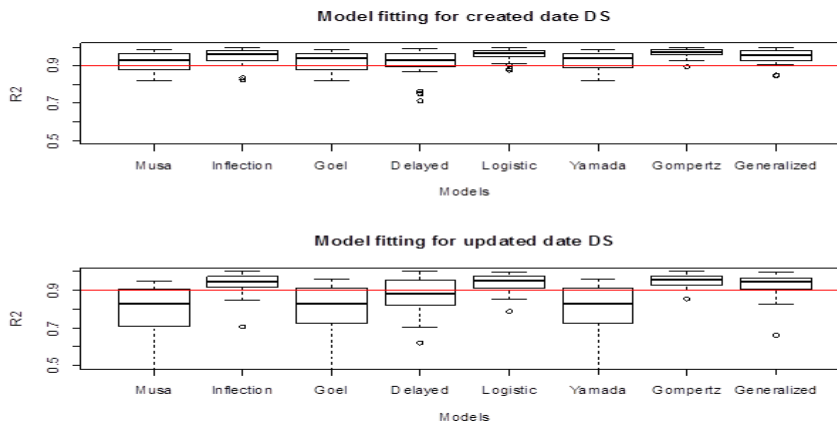 Model fitting for created date DS
R2
0.9
0.7
0.5
Musa Inflection Goel Delayed Logistic Yamada Gompertz Generalized
Models
Model fitting for updated date DS
R2
0.9
0.7
0.5
Musa Inflection Goel Delayed Logistic Yamada Gompertz Generalized
Models